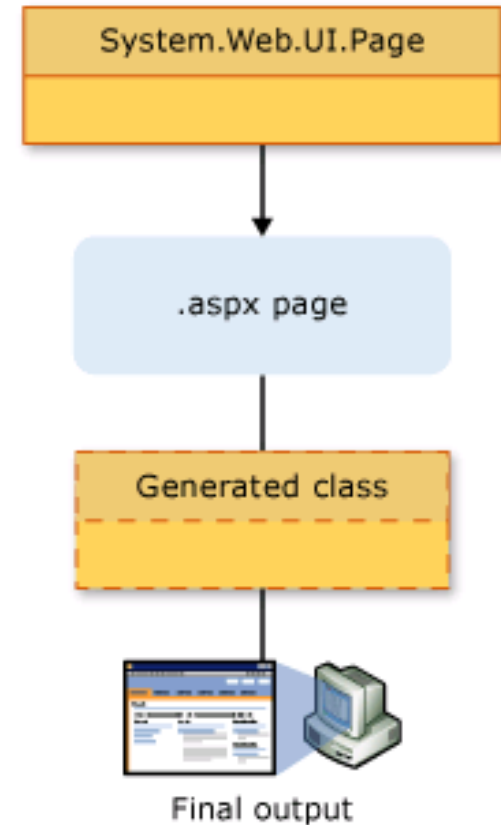 System.Web.UI.Page
.aspx page
Generated class
Final output